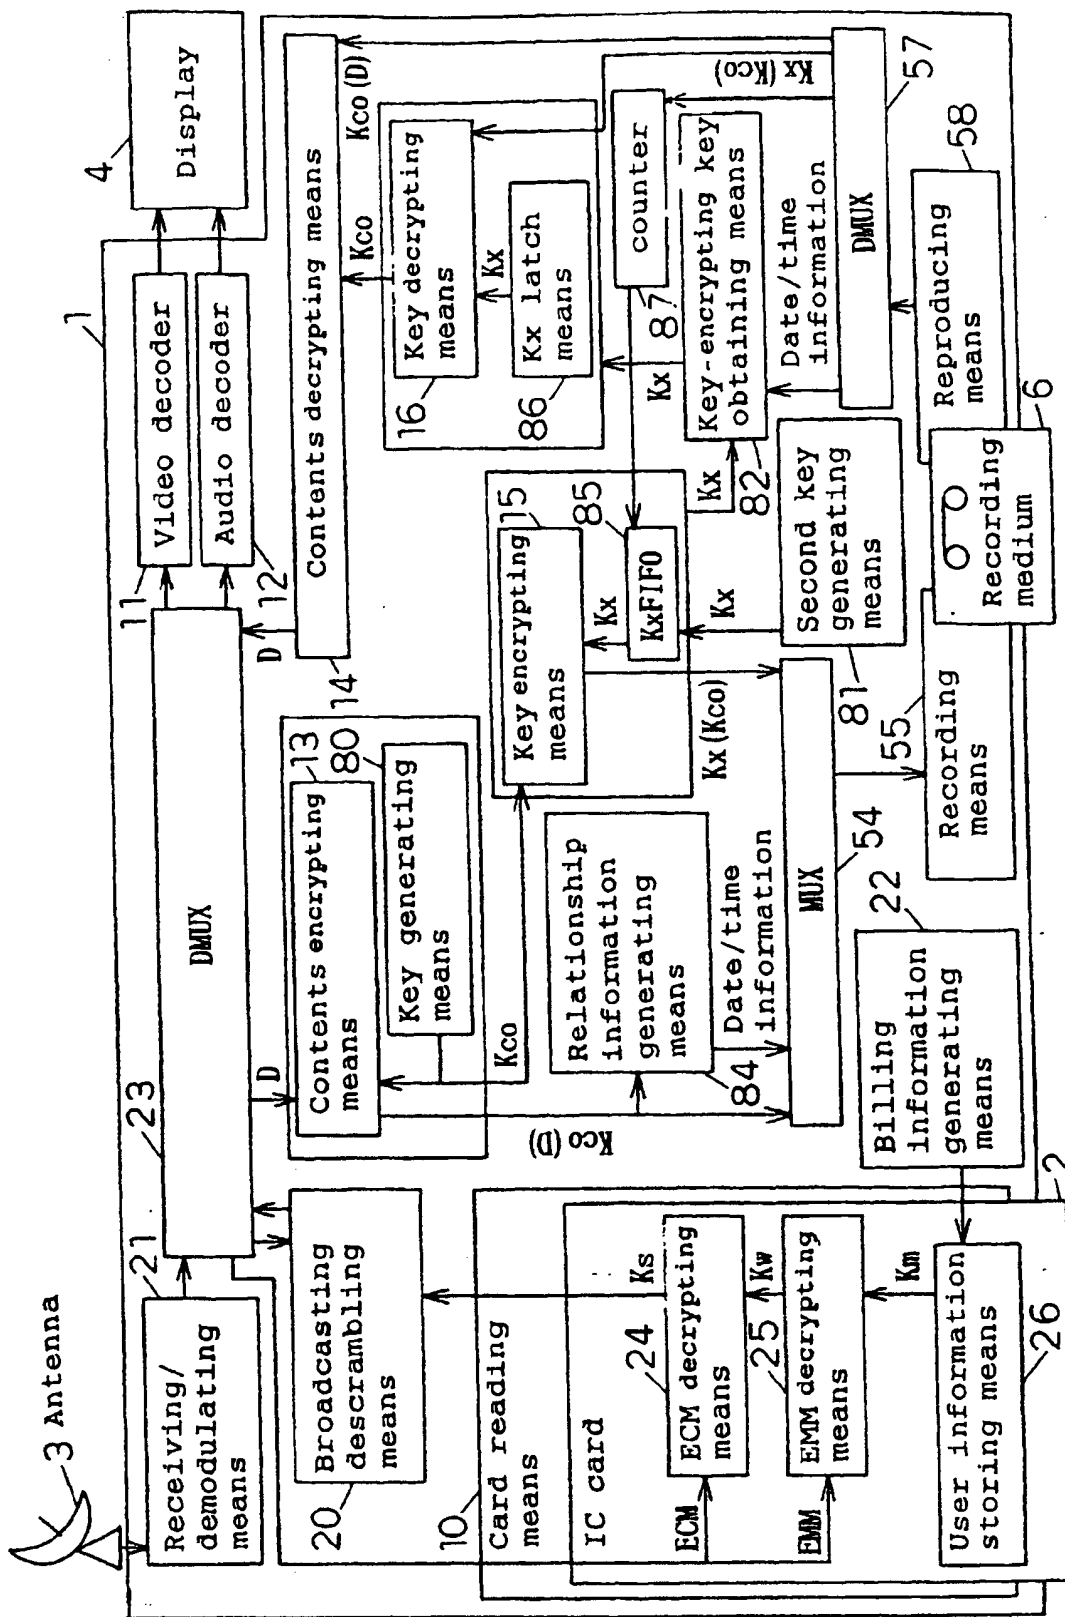 3 Antenna
Receiving/
demodulating
means
21
23
DMUX
1
4
Display
11
Video decoder
Audio decoder
12
Broadcasting
descrambling
means
20
D
13
Contents encrypting
means
80
Key generating
means
Kco
Kco (D)
D
14
Contents decrypting means
Kco
Kco (D)
Key decrypting
means
16
Kx
Kx latch
means
86
10
Card reading
means
IC card
Ks
24
ECM decrypting
means
ECM
Kw
25
EMM decrypting
means
EMM
Km
User information
storing means
26
2
Billing
information
generating
means
22
Relationship
information
generating
means
84
Date/time
information
15
Key encrypting
means
Kx
85
KxFIFO
Kx
Kx (Kco)
Kx
counter
87
Kx
Key-encrypting key
obtaining means
82
Kx (Kco)
Second key
generating
means
81
Date/time
information
DMUX
57
MUX
54
Recording
means
55
Reproducing
means
58
Recording
medium
6